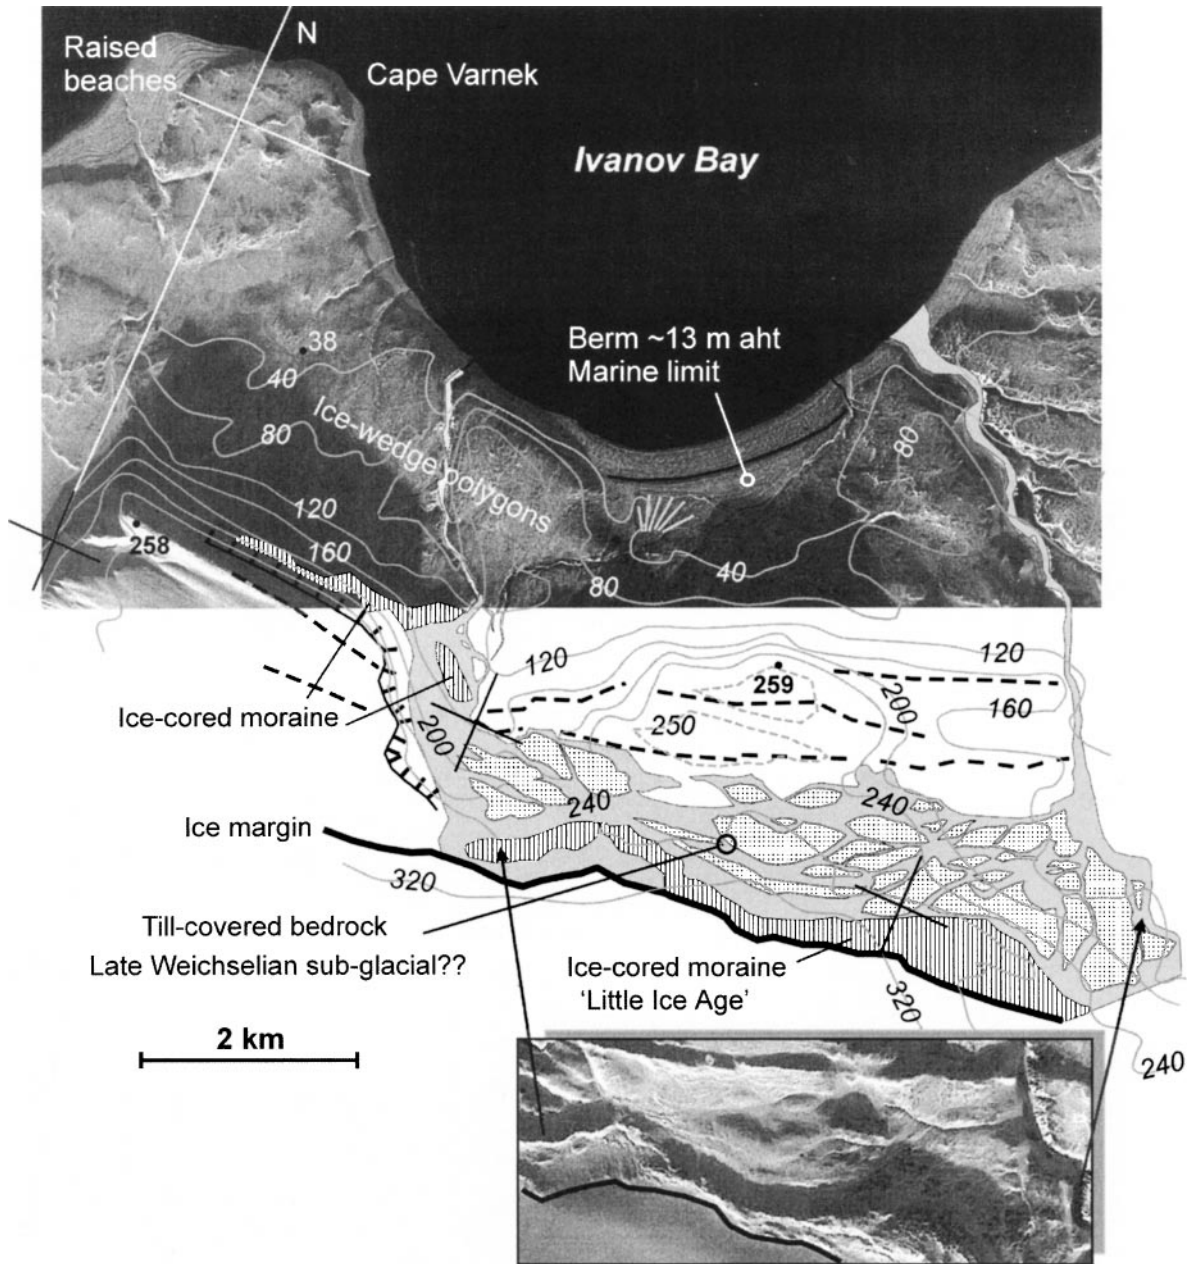 N
Raised
beaches
Cape Varnek
Ivanov Bay
Berm ~13 m aht
Marine limit
38
40
80
80
Ice-wedge polygons
120
160
258
40
80
120
120
259
200
160
250
Ice-cored moraine
200
240
240
Ice margin
320
Till-covered bedrock
Late Weichselian sub-glacial??
Ice-cored moraine
'Little Ice Age'
320
2 km
240